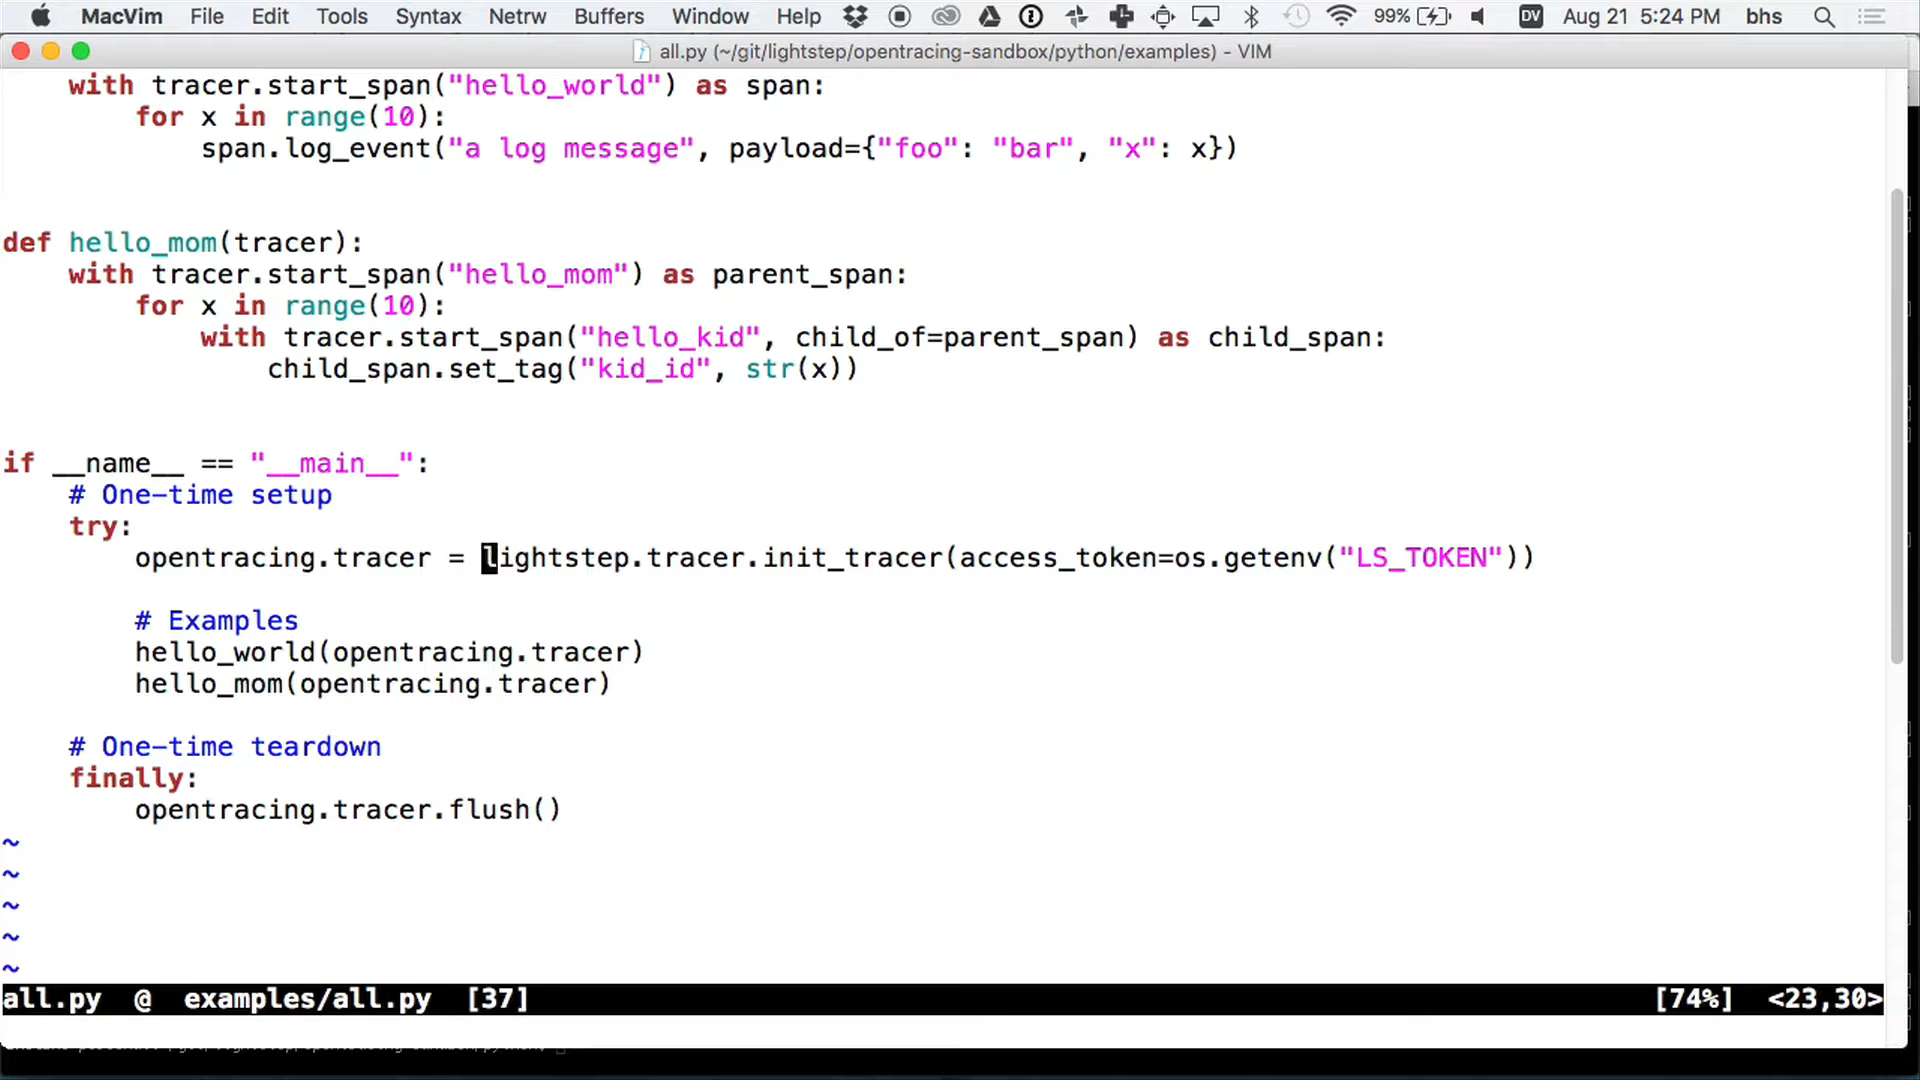 MacVim File Edit Tools Syntax Netrw Buffers Window Help 99% DV Aug 21 5:24 PM bhs
all.py (~/git/lightstep/opentracing-sandbox/python/examples) - VIM
with tracer.start_span("hello_world") as span:
for x in range(10):
span.log_event("a log message", payload={"foo": "bar", "x": x})
def hello_mom(tracer):
with tracer.start_span("hello_mom") as parent_span:
for x in range(10):
with tracer.start_span("hello_kid", child_of=parent_span) as child_span:
child_span.set_tag("kid_id", str(x))
if __name__ == "__main__":
# One-time setup
try:
opentracing.tracer = lightstep.tracer.init_tracer(access_token=os.getenv("LS_TOKEN"))
# Examples
hello_world(opentracing.tracer)
hello_mom(opentracing.tracer)
# One-time teardown
finally:
opentracing.tracer.flush()
~
~
~
~
~
all.py @ examples/all.py [37] [74%] <23,30>